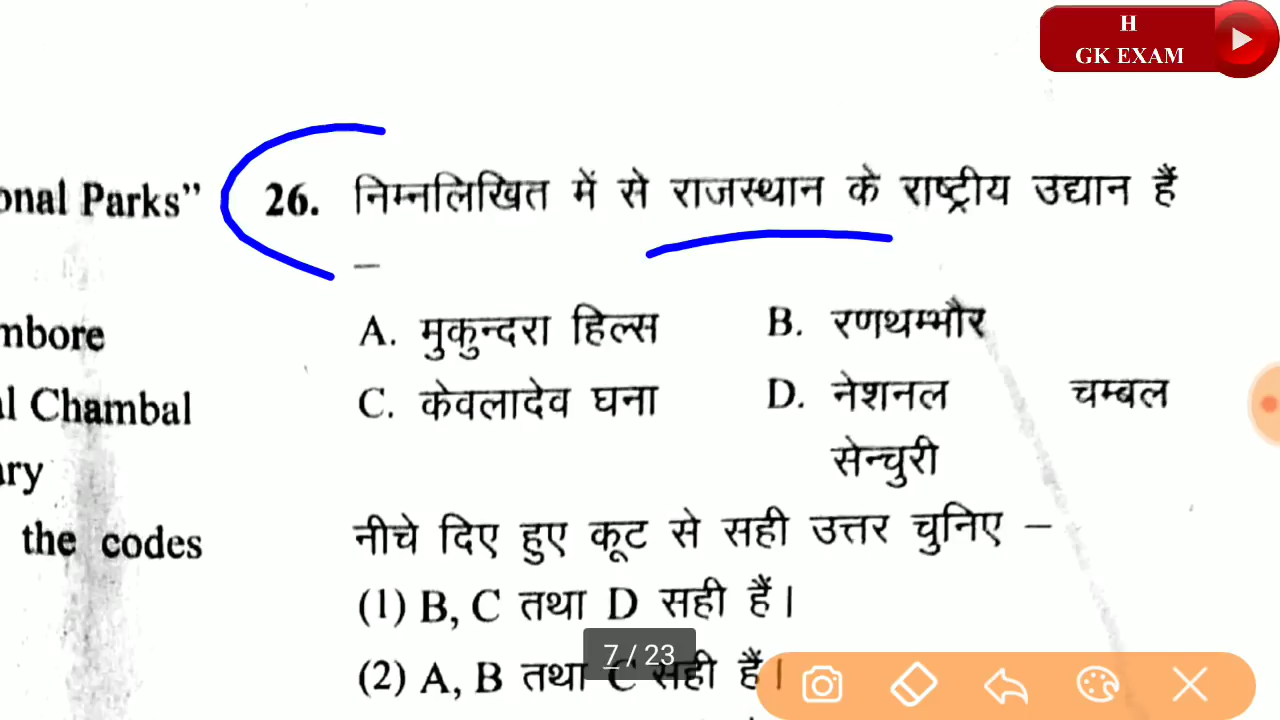 H
GK EXAM
onal Parks"
26. निम्नलिखित में से राजस्थान के राष्ट्रीय उद्यान हैं
–
mbore
A. मुकुन्दरा हिल्स B. रणथम्भौर
al Chambal
C. केवलादेव घना D. नेशनल चम्बल
सेन्चुरी
ary
the codes
नीचे दिए हुए कूट से सही उत्तर चुनिए –
(1) B, C तथा D सही हैं।
7 / 23
(2) A, B तथा C सही हैं।